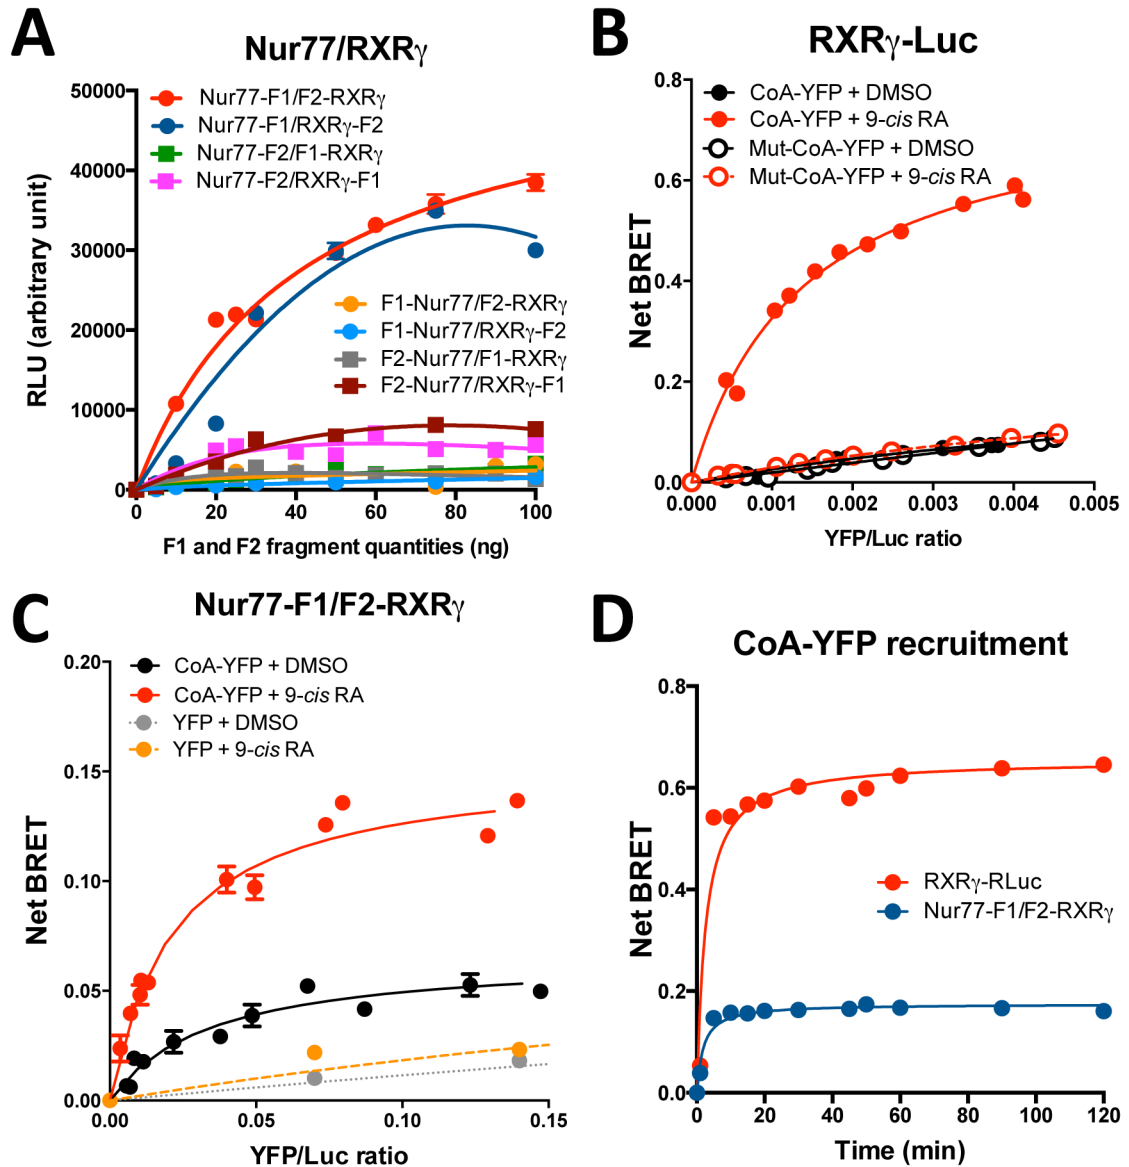 A
Nur77/RXRγ
50000
40000
30000
20000
10000
0
RLU (arbitrary unit)
Nur77-F1/F2-RXRγ
Nur77-F1/RXRγ-F2
Nur77-F2/F1-RXRγ
Nur77-F2/RXRγ-F1
F1-Nur77/F2-RXRγ
F1-Nur77/RXRγ-F2
F2-Nur77/F1-RXRγ
F2-Nur77/RXRγ-F1
0 20 40 60 80 100
F1 and F2 fragment quantities (ng)
B
RXRγ-Luc
0.8
0.6
0.4
0.2
0.0
Net BRET
CoA-YFP + DMSO
CoA-YFP + 9-cis RA
Mut-CoA-YFP + DMSO
Mut-CoA-YFP + 9-cis RA
0.000 0.001 0.002 0.003 0.004 0.005
YFP/Luc ratio
C
Nur77-F1/F2-RXRγ
0.20
0.15
0.10
0.05
0.00
Net BRET
CoA-YFP + DMSO
CoA-YFP + 9-cis RA
YFP + DMSO
YFP + 9-cis RA
0.00 0.05 0.10 0.15
YFP/Luc ratio
D
CoA-YFP recruitment
0.8
0.6
0.4
0.2
0.0
Net BRET
RXRγ-RLuc
Nur77-F1/F2-RXRγ
0 20 40 60 80 100 120
Time (min)